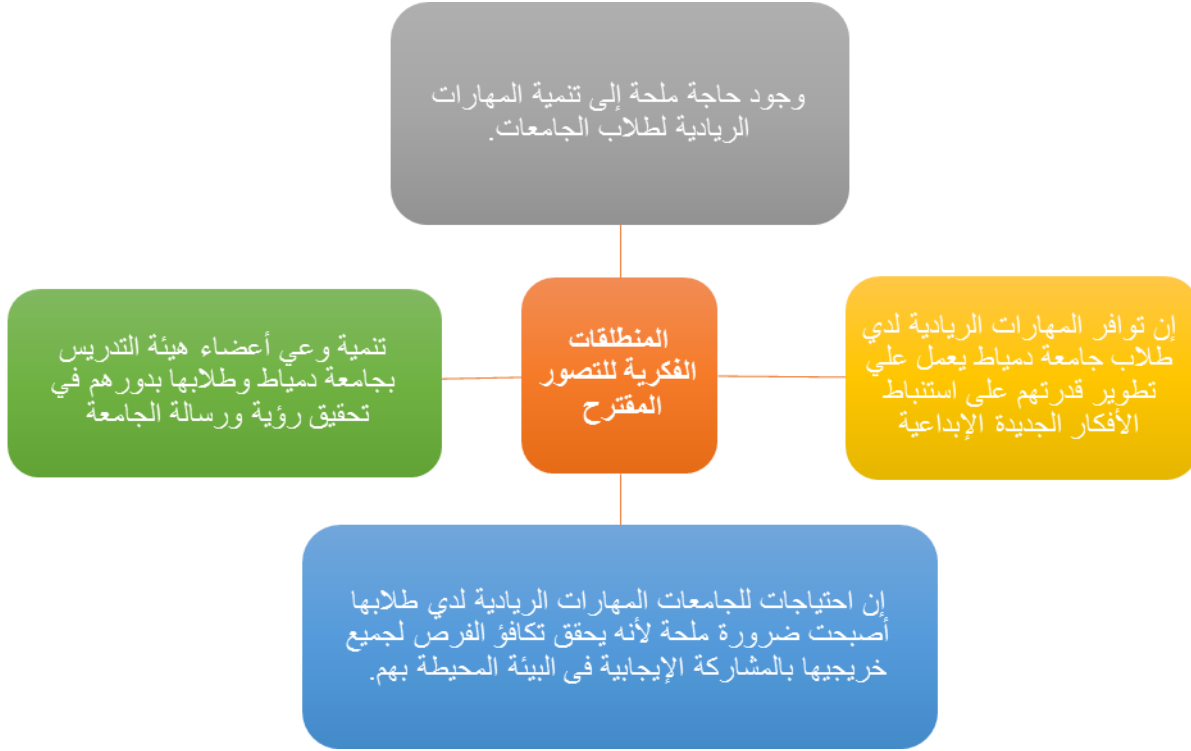 وجود حاجة ملحة إلى تنمية المهارات
الريادية لطلاب الجامعات.
إن توافر المهارات الريادية لدي
طلاب جامعة دمياط يعمل علي
تطوير قدرتهم على استنباط
الأفكار الجديدة الإبداعية
المنطلقات
الفكرية للتصور
المقترح
تنمية وعي أعضاء هيئة التدريس
بجامعة دمياط وطلابها بدورهم في
تحقيق رؤية ورسالة الجامعة
إن احتياجات للجامعات المهارات الريادية لدي طلابها
أصبحت ضرورة ملحة لأنه يحقق تكافؤ الفرص لجميع
خريجيها بالمشاركة الإيجابية فى البيئة المحيطة بهم.